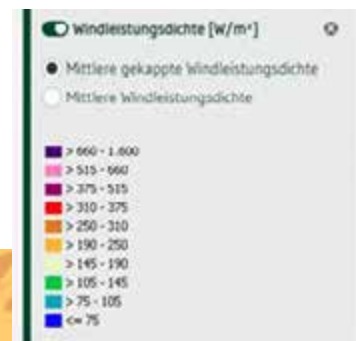 Windleistungsdichte [W/m²]
Mittlere gekappte Windleistungsdichte
Mittlere Windleistungsdichte
> 660 - 1.600
> 515 - 660
> 375 - 515
> 310 - 375
> 250 - 310
> 190 - 250
> 145 - 190
> 105 - 145
> 75 - 105
<= 75